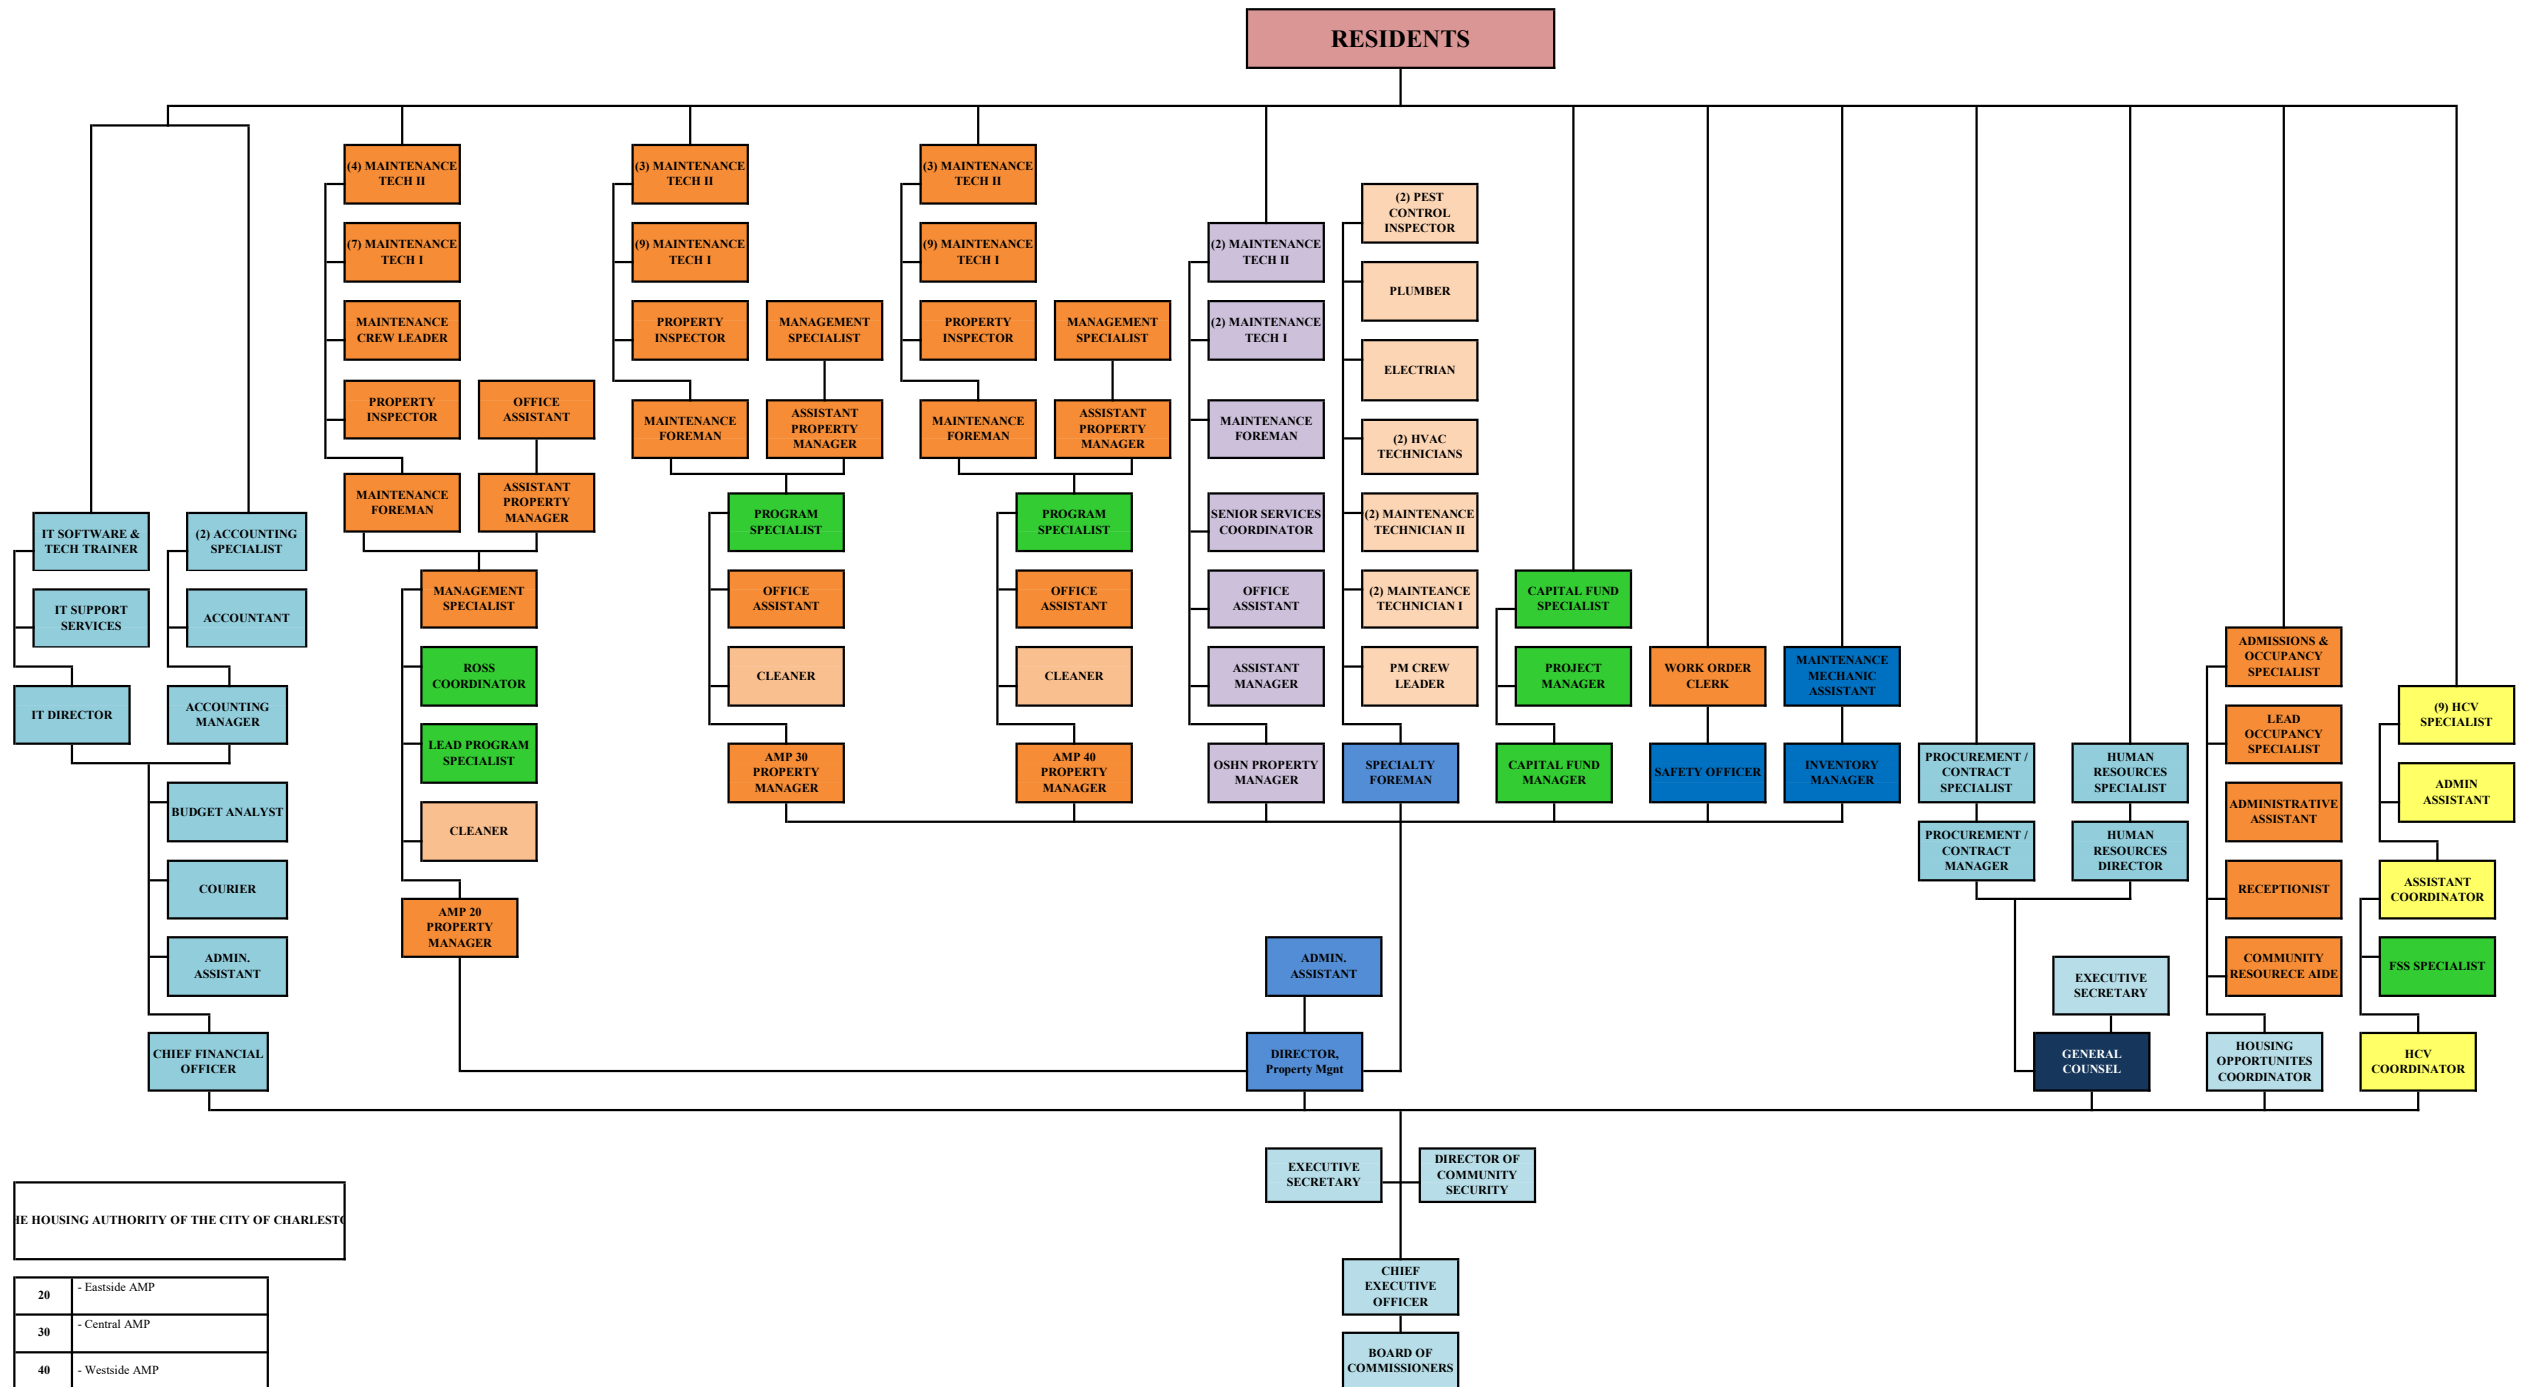 RESIDENTS
(4) MAINTENANCE
TECH II
(7) MAINTENANCE
TECH I
MAINTENANCE
CREW LEADER
PROPERTY
INSPECTOR
OFFICE
ASSISTANT
MAINTENANCE
FOREMAN
ASSISTANT
PROPERTY
MANAGER
(3) MAINTENANCE
TECH II
(9) MAINTENANCE
TECH I
PROPERTY
INSPECTOR
MANAGEMENT
SPECIALIST
MAINTENANCE
FOREMAN
ASSISTANT
PROPERTY
MANAGER
(3) MAINTENANCE
TECH II
(9) MAINTENANCE
TECH I
PROPERTY
INSPECTOR
MANAGEMENT
SPECIALIST
MAINTENANCE
FOREMAN
ASSISTANT
PROPERTY
MANAGER
(2) MAINTENANCE
TECH II
(2) MAINTENANCE
TECH I
MAINTENANCE
FOREMAN
SENIOR SERVICES
COORDINATOR
OFFICE
ASSISTANT
ASSISTANT
MANAGER
OSHN PROPERTY
MANAGER
(2) PEST
CONTROL
INSPECTOR
PLUMBER
ELECTRIAN
(2) HVAC
TECHNICIANS
(2) MAINTENANCE
TECHNICIAN II
(2) MAINTEANCE
TECHNICIAN I
PM CREW
LEADER
SPECIALTY
FOREMAN
IT SOFTWARE &
TECH TRAINER
IT SUPPORT
SERVICES
IT DIRECTOR
(2) ACCOUNTING
SPECIALIST
ACCOUNTANT
ACCOUNTING
MANAGER
BUDGET ANALYST
COURIER
ADMIN.
ASSISTANT
CHIEF FINANCIAL
OFFICER
MANAGEMENT
SPECIALIST
ROSS
COORDINATOR
LEAD PROGRAM
SPECIALIST
CLEANER
AMP 20
PROPERTY
MANAGER
PROGRAM
SPECIALIST
OFFICE
ASSISTANT
CLEANER
AMP 30
PROPERTY
MANAGER
PROGRAM
SPECIALIST
OFFICE
ASSISTANT
CLEANER
AMP 40
PROPERTY
MANAGER
CAPITAL FUND
SPECIALIST
PROJECT
MANAGER
CAPITAL FUND
MANAGER
WORK ORDER
CLERK
SAFETY OFFICER
MAINTENANCE
MECHANIC
ASSISTANT
INVENTORY
MANAGER
PROCUREMENT /
CONTRACT
SPECIALIST
PROCUREMENT /
CONTRACT
MANAGER
HUMAN
RESOURCES
SPECIALIST
HUMAN
RESOURCES
DIRECTOR
EXECUTIVE
SECRETARY
GENERAL
COUNSEL
ADMISSIONS &
OCCUPANCY
SPECIALIST
LEAD
OCCUPANCY
SPECIALIST
ADMINISTRATIVE
ASSISTANT
RECEPTIONIST
COMMUNITY
RESOURECE AIDE
HOUSING
OPPORTUNITES
COORDINATOR
(9) HCV
SPECIALIST
ADMIN
ASSISTANT
ASSISTANT
COORDINATOR
FSS SPECIALIST
HCV
COORDINATOR
ADMIN.
ASSISTANT
DIRECTOR,
Property Mgnt
EXECUTIVE
SECRETARY
DIRECTOR OF
COMMUNITY
SECURITY
CHIEF
EXECUTIVE
OFFICER
BOARD OF
COMMISSIONERS
HE HOUSING AUTHORITY OF THE CITY OF CHARLESTO
20 - Eastside AMP
30 - Central AMP
40 - Westside AMP